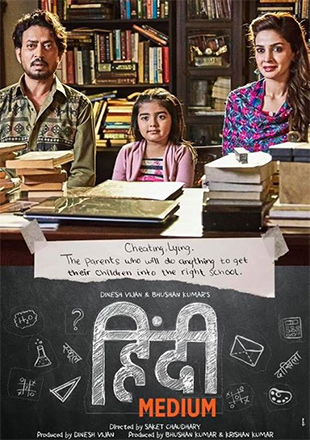 Cheating. Lying.
The parents who will do anything to get
their Children into the right school.
DINESH VIJAN & BHUSHAN KUMAR'S
H₂O
?
स्कूल
दाखिला
हिंदी
MEDIUM
Directed by SAKET CHAUDHARY
Produced by DINESH VIJAN Produced by BHUSHAN KUMAR & KRISHAN KUMAR